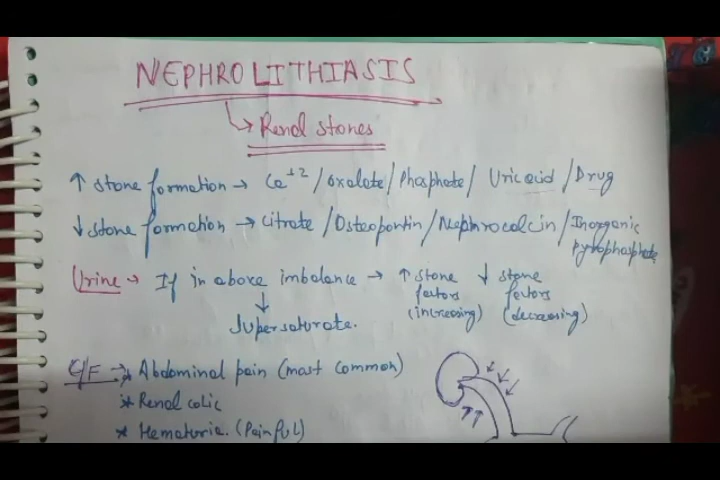 NEPHROLITHIASIS
↳ Renal stones
↑ stone formation → Ca+2 / oxalate / Phosphate / Uric acid / Drug
↓ stone formation → Citrate / Osteopontin / Nephrocalcin / Inorganic pyrophosphate
Urine → If in above imbalance → ↑ stone factors (increasing) ↓ stone factors (decreasing)
↓
Supersaturate.
C/F → * Abdominal pain (most common)
* Renal colic
* Hematuria. (Painful)